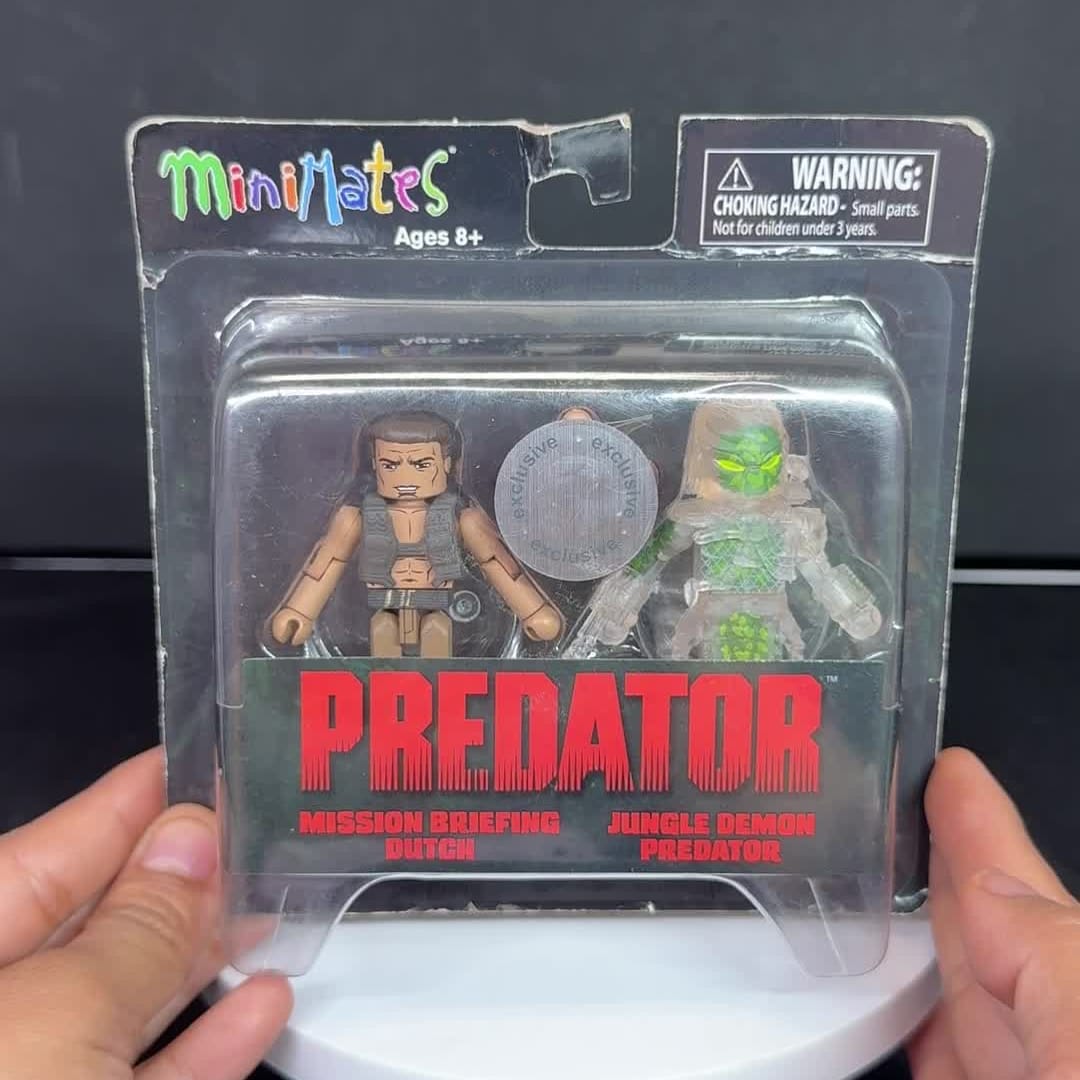 MiniMates
Ages 8+
WARNING:
CHOKING HAZARD - Small parts.
Not for children under 3 years.
exclusive exclusive exclusive
PREDATOR™
MISSION BRIEFING
DUTCH
JUNGLE DEMON
PREDATOR